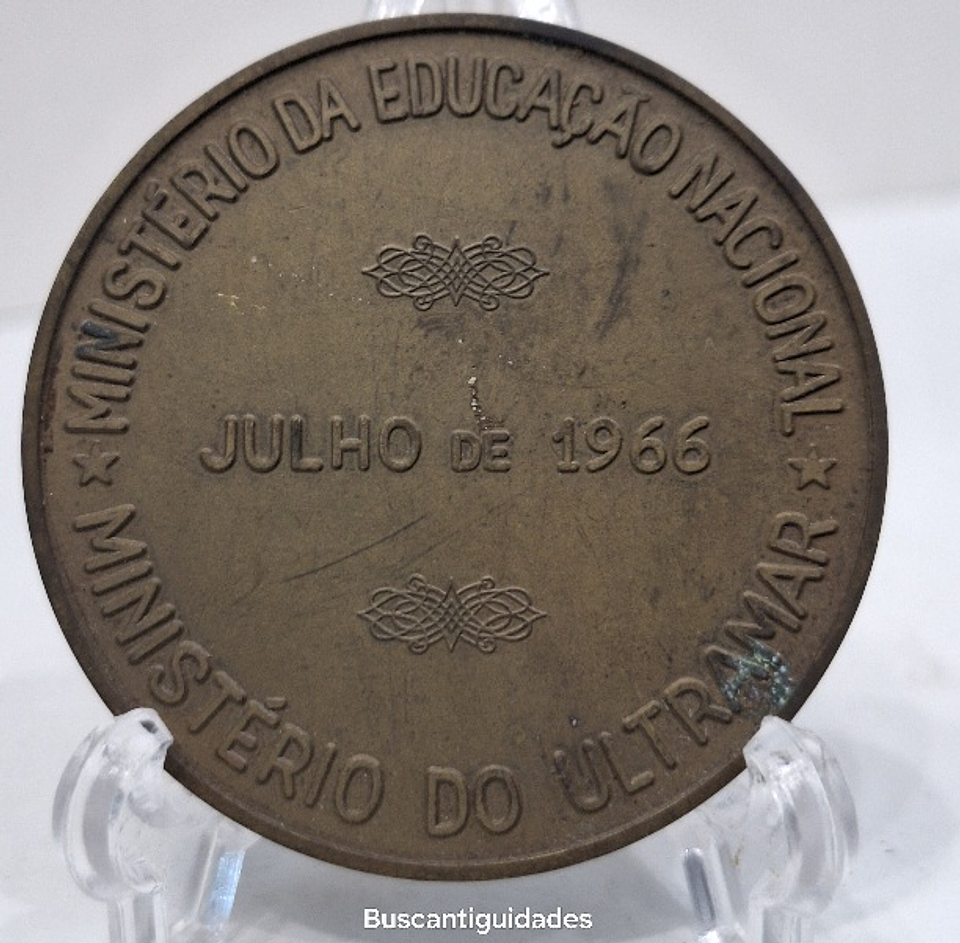 MINISTÉRIO DA EDUCAÇÃO NACIONAL
JULHO DE 1966
MINISTÉRIO DO ULTRAMAR
Buscantiguidades